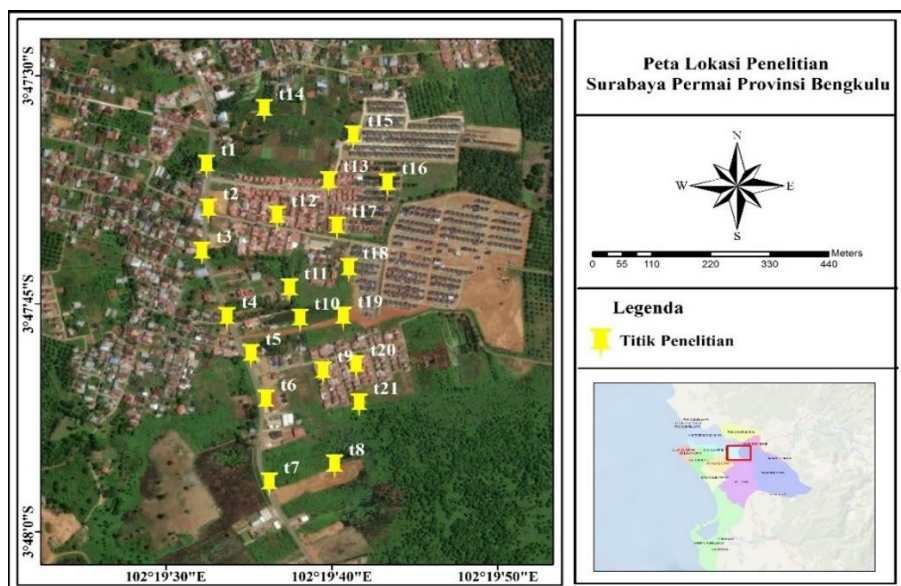 3°47'30"S
3°47'45"S
3°48'0"S
t14
t15
t1
t13
t16
t2
t12
t17
t3
t18
t11
t4
t10
t19
t5
t9
t20
t6
t21
t8
t7
102°19'30"E
102°19'40"E
102°19'50"E
Peta Lokasi Penelitian
Surabaya Permai Provinsi Bengkulu
N
W
E
S
Meters
0 55 110 220 330 440
Legenda
Titik Penelitian